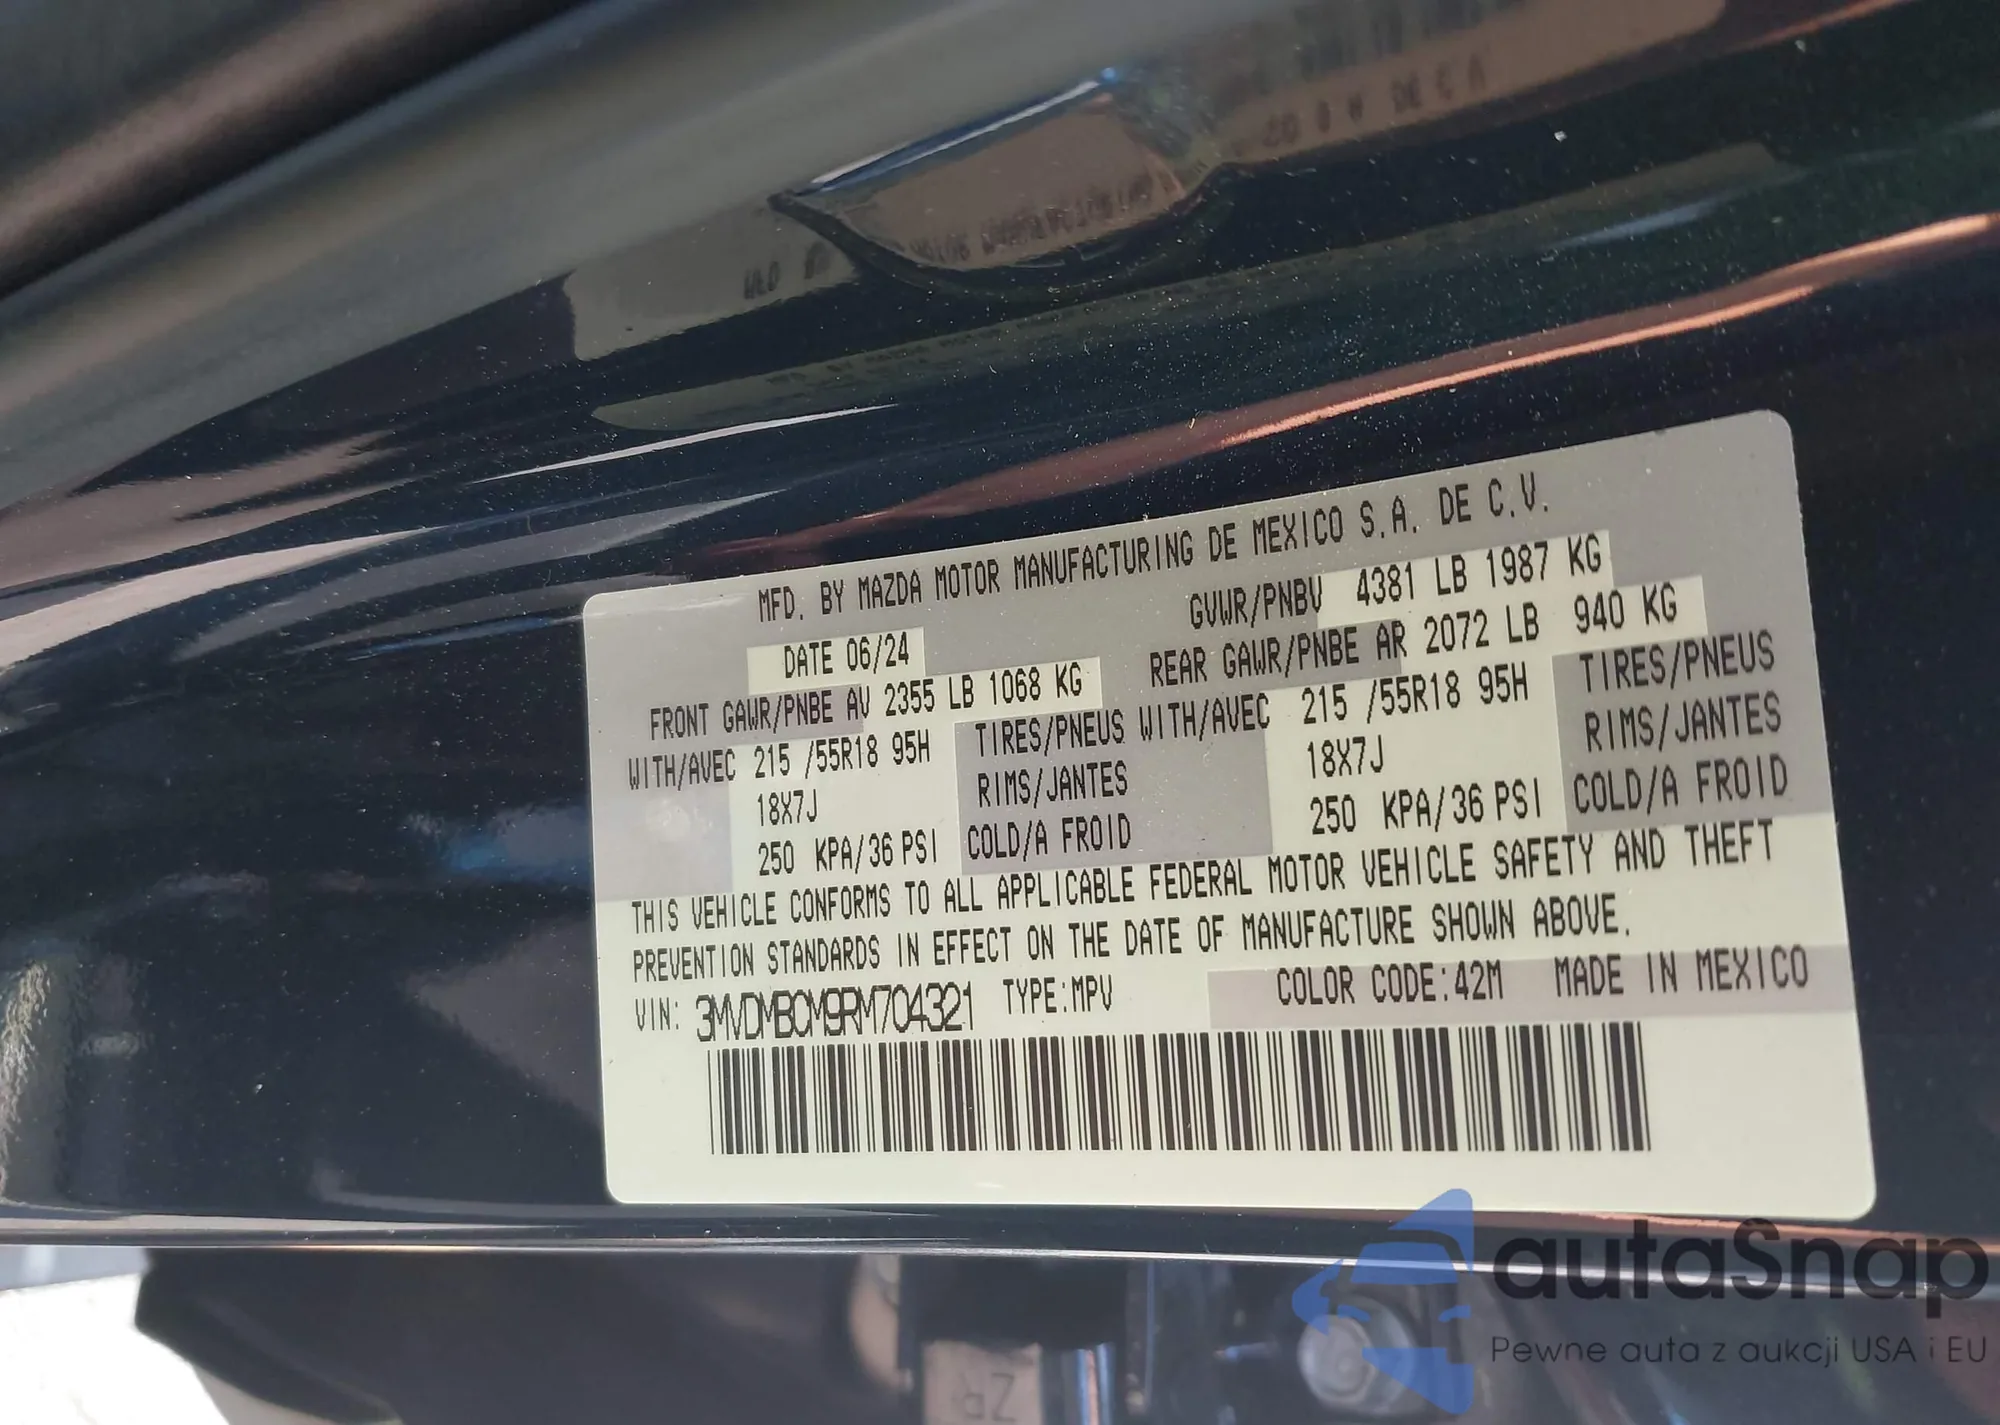 MFD. BY MAZDA MOTOR MANUFACTURING DE MEXICO S.A. DE C.V.
DATE 06/24 GVWR/PNBV 4381 LB 1987 KG
FRONT GAWR/PNBE AV 2355 LB 1068 KG REAR GAWR/PNBE AR 2072 LB 940 KG
WITH/AVEC 215 /55R18 95H TIRES/PNEUS WITH/AVEC 215 /55R18 95H TIRES/PNEUS
18X7J RIMS/JANTES 18X7J RIMS/JANTES
250 KPA/36 PSI COLD/A FROID 250 KPA/36 PSI COLD/A FROID
THIS VEHICLE CONFORMS TO ALL APPLICABLE FEDERAL MOTOR VEHICLE SAFETY AND THEFT
PREVENTION STANDARDS IN EFFECT ON THE DATE OF MANUFACTURE SHOWN ABOVE.
VIN: 3MVDMBCM9RM704321 TYPE:MPV COLOR CODE:42M MADE IN MEXICO
autaSnap
Pewne auta z aukcji USA i EU